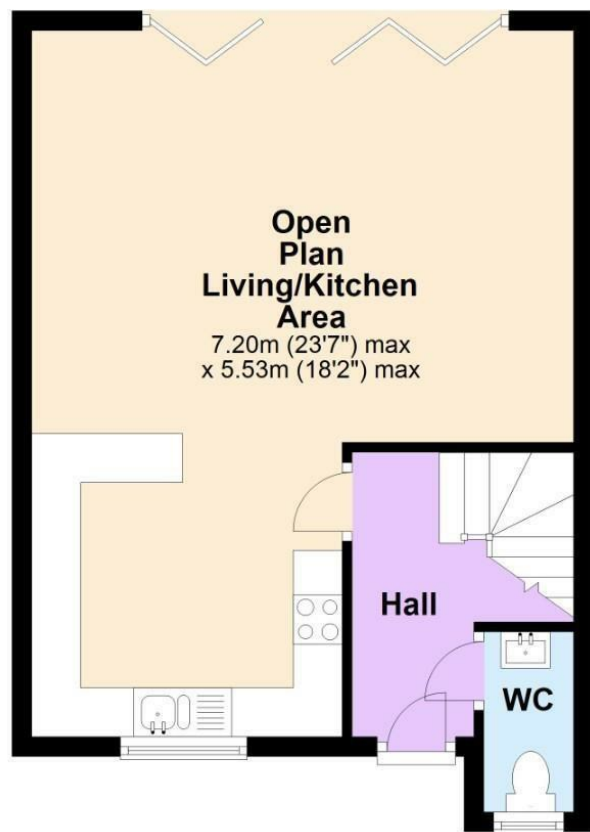 Open
Plan
Living/Kitchen
Area
7.20m (23'7") max
x 5.53m (18'2") max
Hall
WC